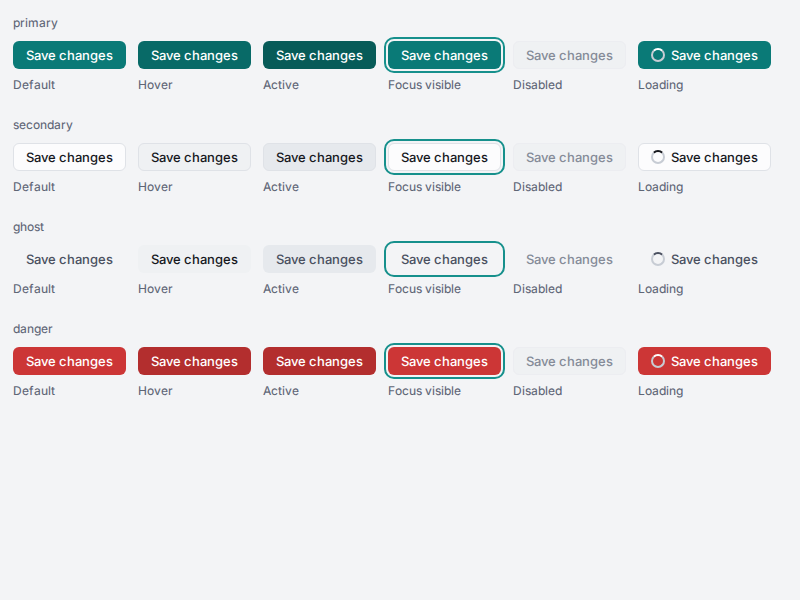 primary
Save changes Save changes Save changes Save changes Save changes Save changes
Default Hover Active Focus visible Disabled Loading
secondary
Save changes Save changes Save changes Save changes Save changes Save changes
Default Hover Active Focus visible Disabled Loading
ghost
Save changes Save changes Save changes Save changes Save changes Save changes
Default Hover Active Focus visible Disabled Loading
danger
Save changes Save changes Save changes Save changes Save changes Save changes
Default Hover Active Focus visible Disabled Loading